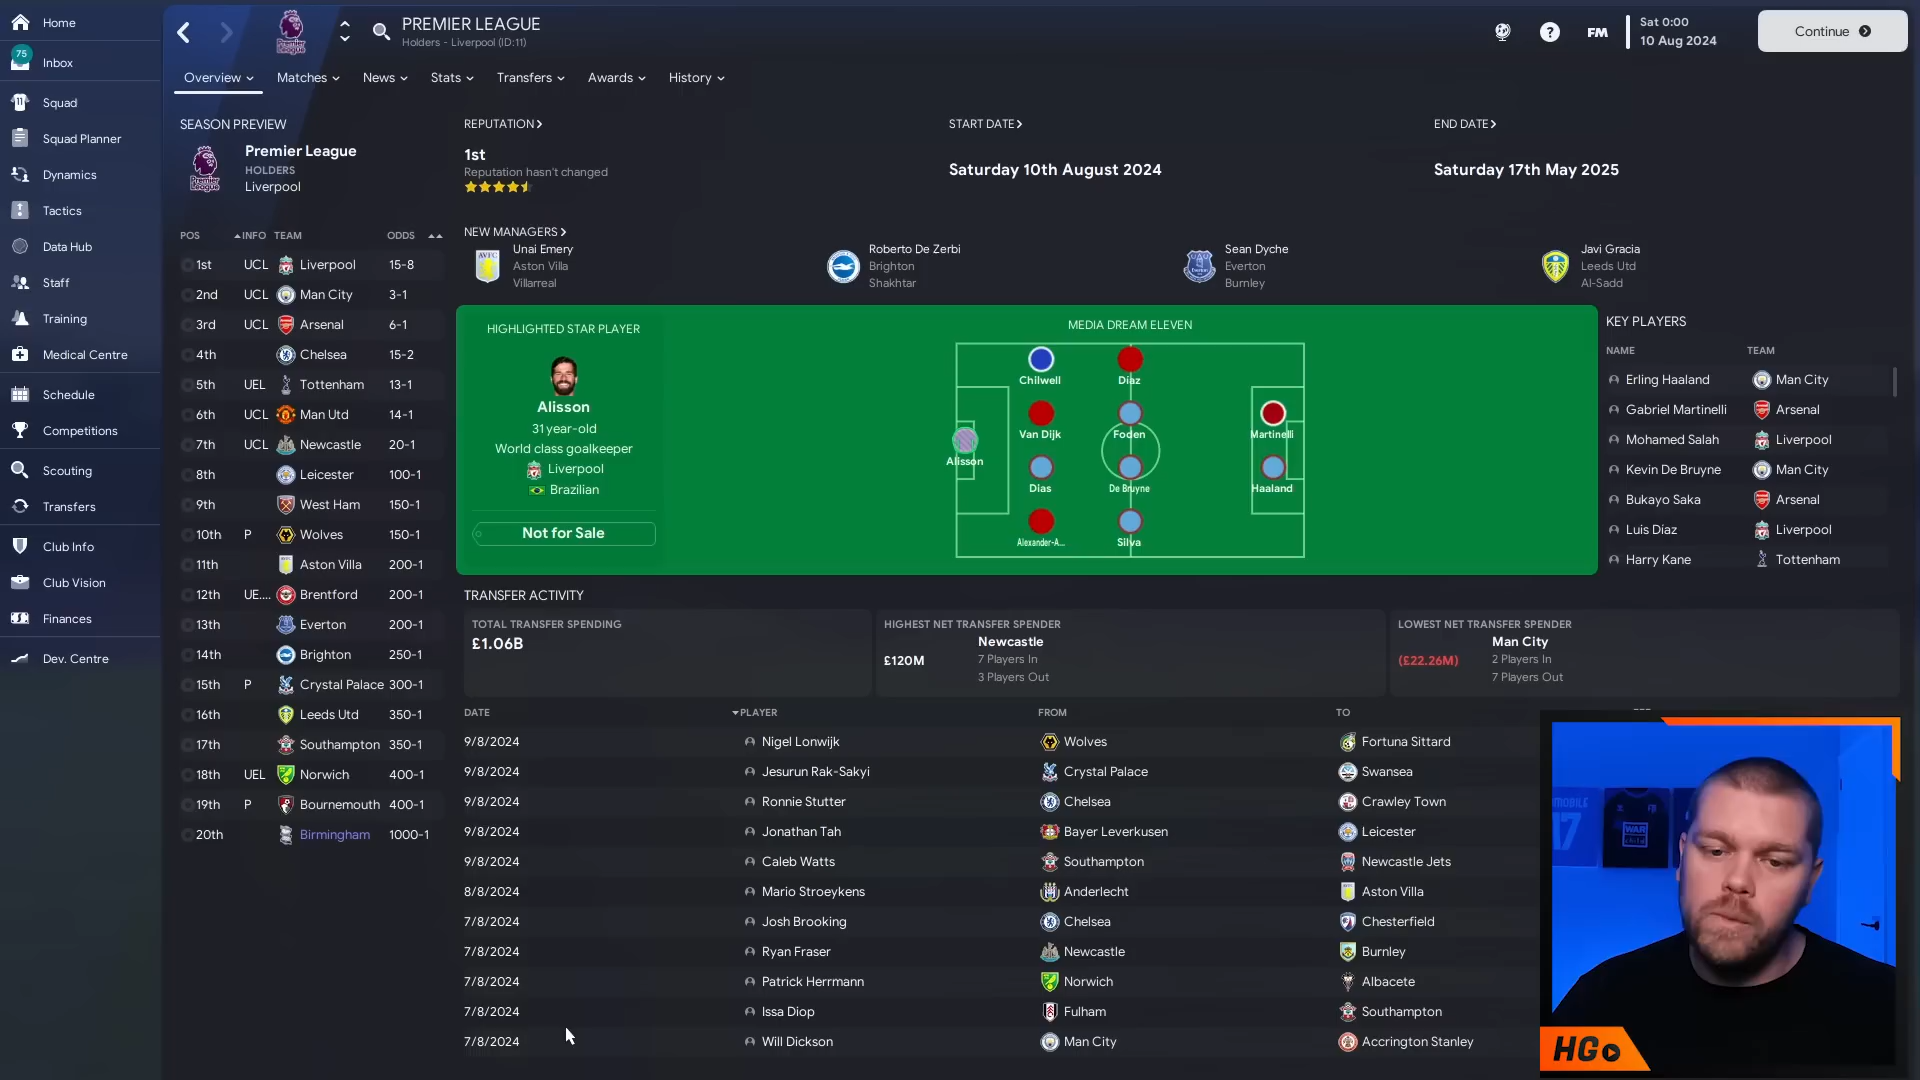 Home
75
Inbox
Squad
Squad Planner
Dynamics
Tactics
Data Hub
Staff
Training
Medical Centre
Schedule
Competitions
Scouting
Transfers
Club Info
Club Vision
Finances
Dev. Centre
PREMIER LEAGUE
Holders - Liverpool (ID:11)
FM
Sat 0:00
10 Aug 2024
Continue
Overview Matches News Stats Transfers Awards History
SEASON PREVIEW
Premier League
HOLDERS
Liverpool
REPUTATION
1st
Reputation hasn't changed
START DATE
Saturday 10th August 2024
END DATE
Saturday 17th May 2025
POS INFO TEAM ODDS
1st UCL Liverpool 15-8
2nd UCL Man City 3-1
3rd UCL Arsenal 6-1
4th Chelsea 15-2
5th UEL Tottenham 13-1
6th UCL Man Utd 14-1
7th UCL Newcastle 20-1
8th Leicester 100-1
9th West Ham 150-1
10th P Wolves 150-1
11th Aston Villa 200-1
12th UE.... Brentford 200-1
13th Everton 200-1
14th Brighton 250-1
15th P Crystal Palace 300-1
16th Leeds Utd 350-1
17th Southampton 350-1
18th UEL Norwich 400-1
19th P Bournemouth 400-1
20th Birmingham 1000-1
NEW MANAGERS
Unai Emery
Aston Villa
Villarreal
Roberto De Zerbi
Brighton
Shakhtar
Sean Dyche
Everton
Burnley
Javi Gracia
Leeds Utd
Al-Sadd
HIGHLIGHTED STAR PLAYER
Alisson
31 year-old
World class goalkeeper
Liverpool
Brazilian
Not for Sale
MEDIA DREAM ELEVEN
Chilwell Díaz
Van Dijk Foden Martinelli
Alisson
Dias De Bruyne Haaland
Alexander-A... Silva
KEY PLAYERS
NAME TEAM
Erling Haaland Man City
Gabriel Martinelli Arsenal
Mohamed Salah Liverpool
Kevin De Bruyne Man City
Bukayo Saka Arsenal
Luis Díaz Liverpool
Harry Kane Tottenham
TRANSFER ACTIVITY
TOTAL TRANSFER SPENDING
£1.06B
HIGHEST NET TRANSFER SPENDER
Newcastle
£120M
7 Players In
3 Players Out
LOWEST NET TRANSFER SPENDER
Man City
(£22.26M)
2 Players In
7 Players Out
DATE PLAYER FROM TO
9/8/2024 Nigel Lonwijk Wolves Fortuna Sittard
9/8/2024 Jesurun Rak-Sakyi Crystal Palace Swansea
9/8/2024 Ronnie Stutter Chelsea Crawley Town
9/8/2024 Jonathan Tah Bayer Leverkusen Leicester
9/8/2024 Caleb Watts Southampton Newcastle Jets
8/8/2024 Mario Stroeykens Anderlecht Aston Villa
7/8/2024 Josh Brooking Chelsea Chesterfield
7/8/2024 Ryan Fraser Newcastle Burnley
7/8/2024 Patrick Herrmann Norwich Albacete
7/8/2024 Issa Diop Fulham Southampton
7/8/2024 Will Dickson Man City Accrington Stanley
17
WAR
HGo